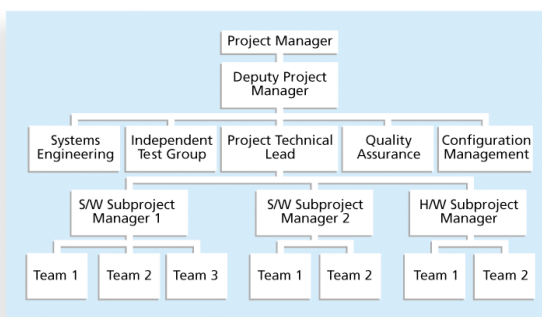 Project Manager
Deputy Project
Manager
Systems
Engineering
Independent
Test Group
Project Technical
Lead
Quality
Assurance
Configuration
Management
S/W Subproject
Manager 1
S/W Subproject
Manager 2
H/W Subproject
Manager
Team 1
Team 2
Team 3
Team 1
Team 2
Team 1
Team 2